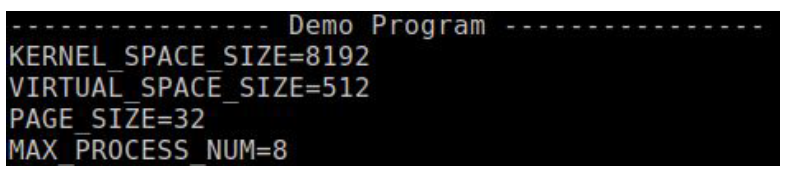 ---------------- Demo Program ----------------
KERNEL_SPACE_SIZE=8192
VIRTUAL_SPACE_SIZE=512
PAGE_SIZE=32
MAX_PROCESS_NUM=8